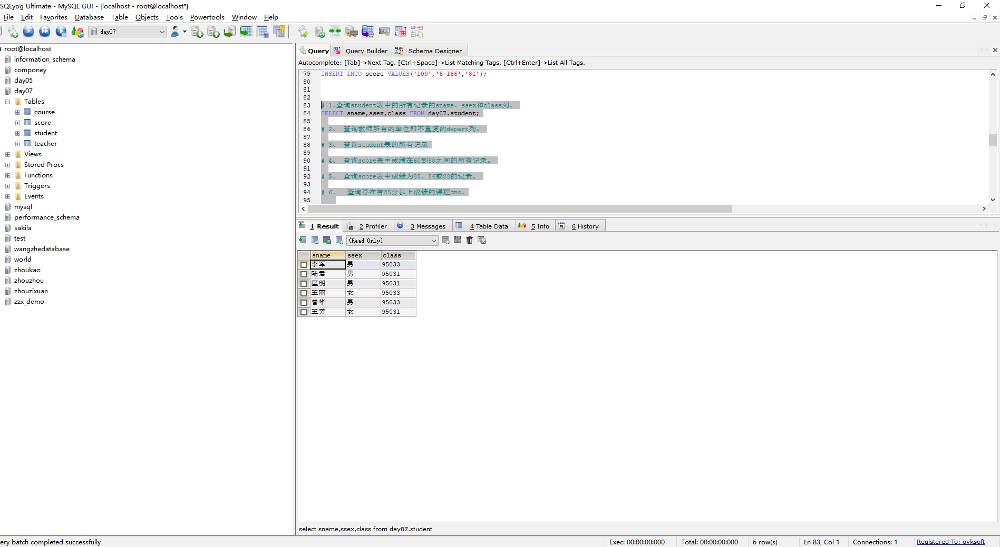 SQLyog Ultimate - MySQL GUI - [localhost - root@localhost*]
File Edit Favorites Database Table Objects Tools Powertools Window Help
day07
root@localhost
information_schema
componey
day05
day07
Tables
course
score
student
teacher
Views
Stored Procs
Functions
Triggers
Events
mysql
performance_schema
sakila
test
wangzhedatabase
world
zhoukao
zhouzhou
zhouzixuan
zzx_demo
Query Query Builder Schema Designer
Autocomplete: [Tab]->Next Tag. [Ctrl+Space]->List Matching Tags. [Ctrl+Enter]->List All Tags.
79 INSERT INTO score VALUES('109','6-166','81');
80
81
82
83 # 1.查询student表中的所有记录的sname、ssex和class列。
84 SELECT sname,ssex,class FROM day07.student;
85
86 # 2、 查询教师所有的单位即不重复的depart列。
87
88 # 3、 查询student表的所有记录
89
90 # 4、 查询score表中成绩在60到80之间的所有记录。
91
92 # 5、 查询score表中成绩为85，86或88的记录。
93
94 # 6、 查询存在有85分以上成绩的课程cno.
95
1 Result 2 Profiler 3 Messages 4 Table Data 5 Info 6 History
(Read Only)
sname ssex class
李军 男 95033
陆君 男 95031
匡明 男 95031
王丽 女 95033
曾华 男 95033
王芳 女 95031
select sname,ssex,class from day07.student
ery batch completed successfully
Exec: 00:00:00:000 Total: 00:00:00:000 6 row(s) Ln 83, Col 1 Connections: 1 Registered To: oyksoft